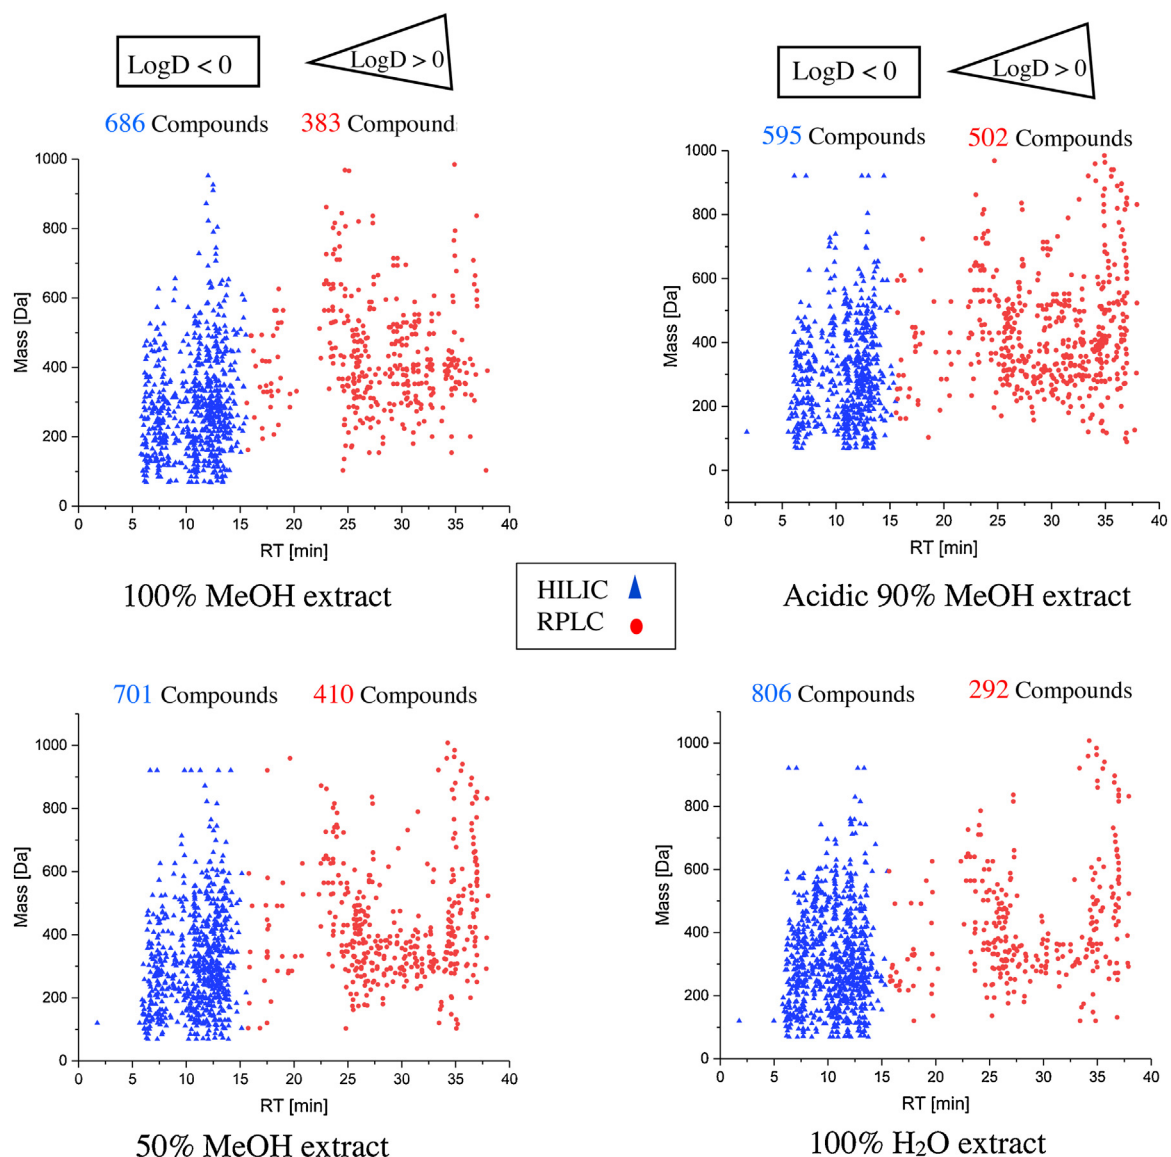 LogD < 0
LogD > 0
686 Compounds
383 Compound
1000
800
600
400
200
0
Mass [Da]
0 5 10 15 20 25 30 35 40
RT [min]
100% MeOH extract
LogD < 0
LogD > 0
595 Compounds
502 Compounds
1000
800
600
400
200
0
Mass [Da]
0 5 10 15 20 25 30 35 40
RT [min]
Acidic 90% MeOH extract
HILIC
RPLC
701 Compounds
410 Compounds
1000
800
600
400
200
0
Mass [Da]
0 5 10 15 20 25 30 35 40
RT [min]
50% MeOH extract
806 Compounds
292 Compounds
1000
800
600
400
200
0
Mass [Da]
0 5 10 15 20 25 30 35 40
RT [min]
100% H₂O extract